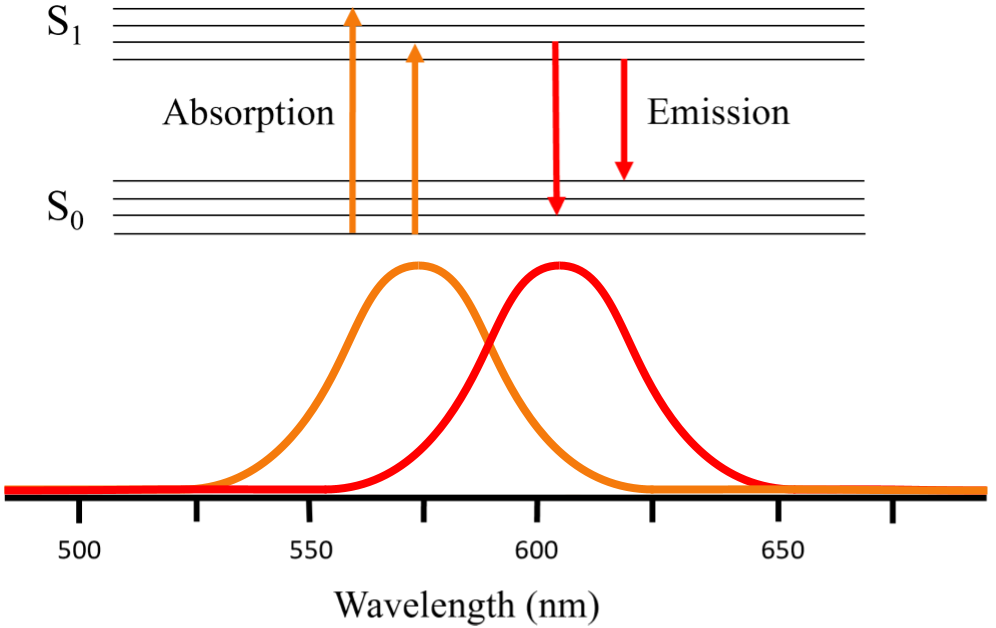 S₁
Absorption
Emission
S₀
500 550 600 650
Wavelength (nm)